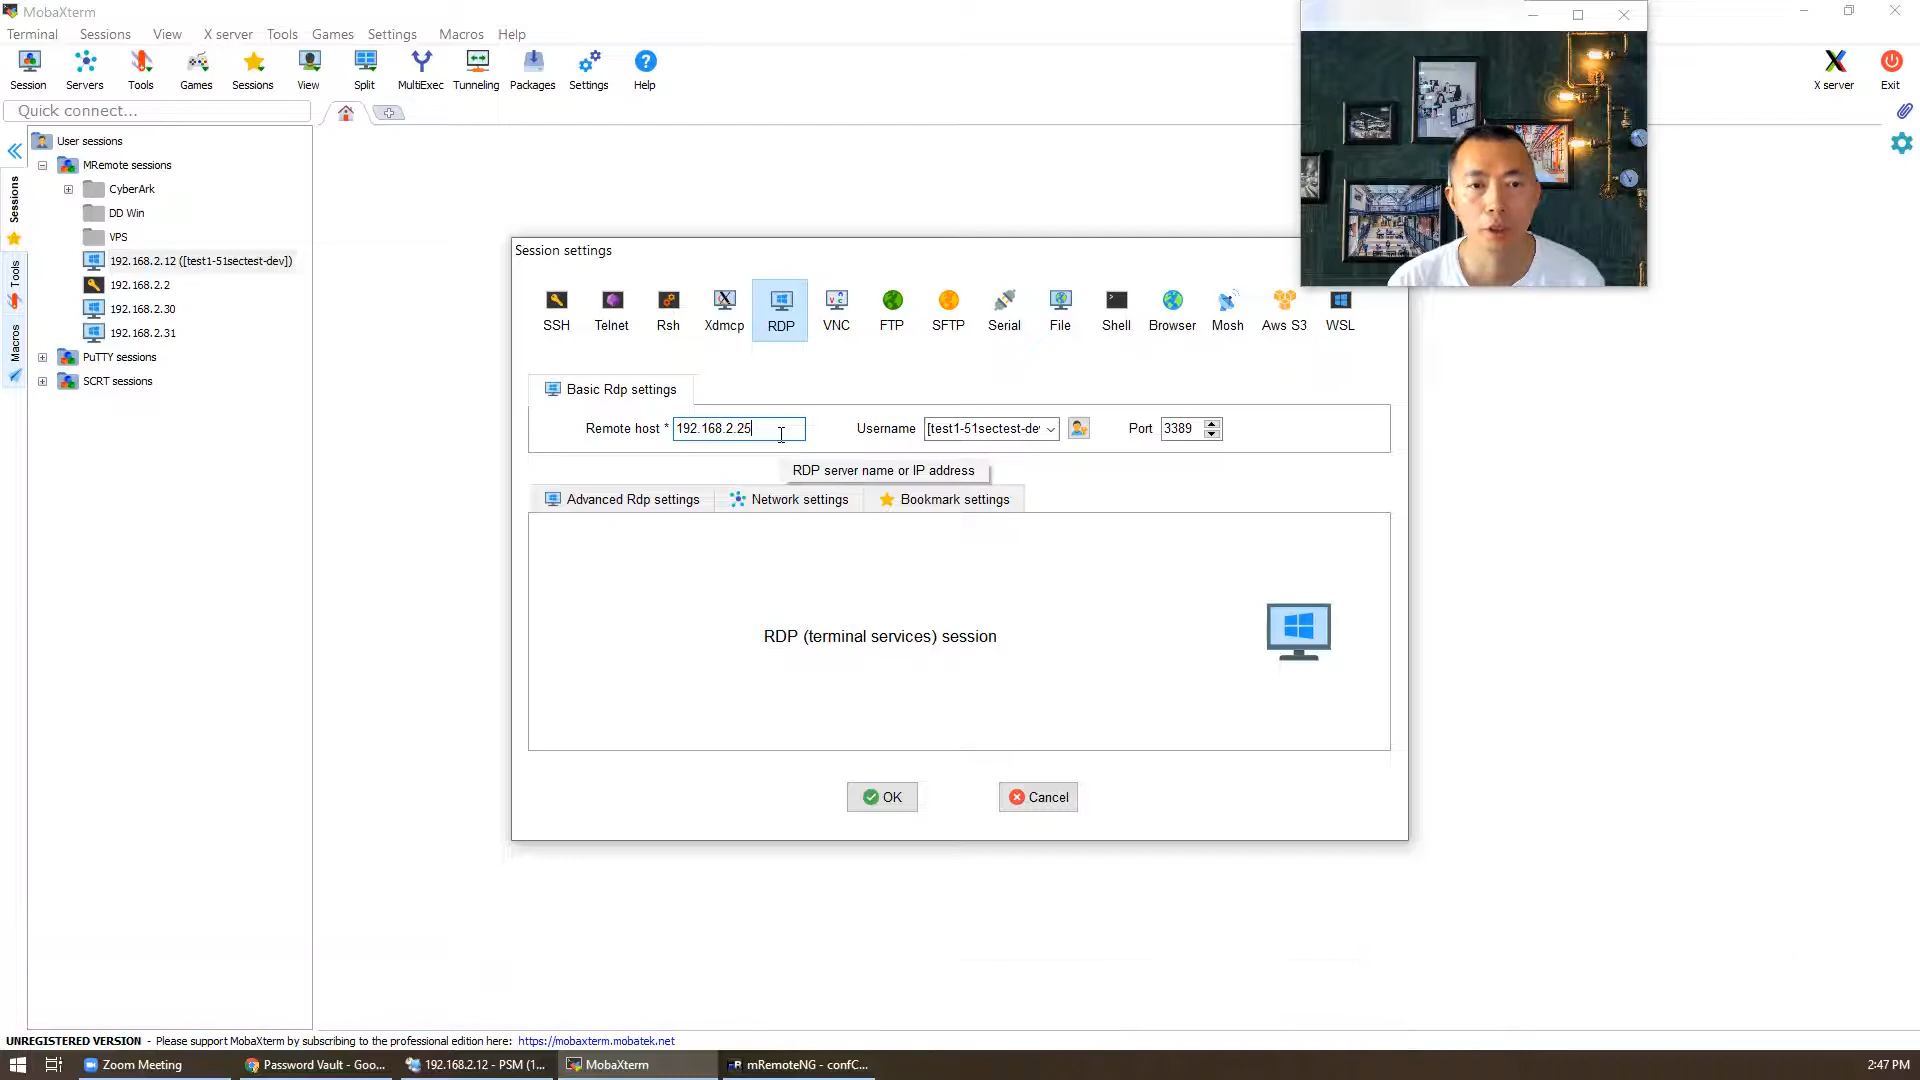 MobaXterm
Terminal Sessions View X server Tools Games Settings Macros Help
Session Servers Tools Games Sessions View Split MultiExec Tunneling Packages Settings Help X server Exit
Quick connect...
User sessions
MRemote sessions
CyberArk
DD Win
VPS
192.168.2.12 ([test1-51sectest-dev])
192.168.2.2
192.168.2.30
192.168.2.31
PuTTY sessions
SCRT sessions
Sessions
Tools
Macros
Session settings
SSH Telnet Rsh Xdmcp RDP VNC FTP SFTP Serial File Shell Browser Mosh Aws S3 WSL
Basic Rdp settings
Remote host * 192.168.2.25 Username [test1-51sectest-de Port 3389
RDP server name or IP address
Advanced Rdp settings Network settings Bookmark settings
RDP (terminal services) session
OK Cancel
UNREGISTERED VERSION - Please support MobaXterm by subscribing to the professional edition here: https://mobaxterm.mobatek.net
Zoom Meeting Password Vault - Goo... 192.168.2.12 - PSM (1... MobaXterm mRemoteNG - confC... 2:47 PM